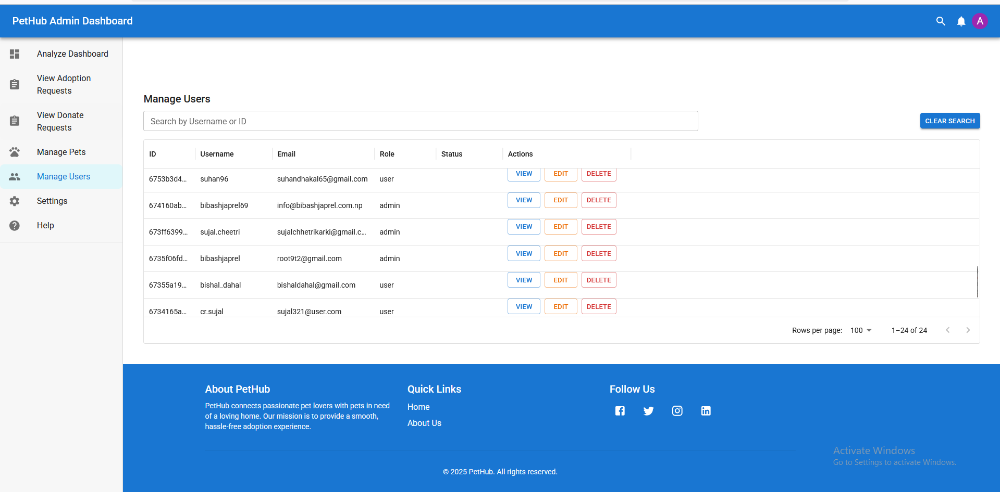 PetHub Admin Dashboard
A
Analyze Dashboard
View Adoption
Requests
View Donate
Requests
Manage Pets
Manage Users
Settings
Help
Manage Users
Search by Username or ID
CLEAR SEARCH
ID Username Email Role Status Actions
6753b3d4... suhan96 suhandhakal65@gmail.com user VIEW EDIT DELETE
674160ab... bibashjaprel69 info@bibashjaprel.com.np admin VIEW EDIT DELETE
673ff6399... sujal.cheetri sujalchhetrikarki@gmail.c... admin VIEW EDIT DELETE
6735f06fd... bibashjaprel root9t2@gmail.com admin VIEW EDIT DELETE
67355a19... bishal_dahal bishaldahal@gmail.com user VIEW EDIT DELETE
6734165a... cr.sujal sujal321@user.com user VIEW EDIT DELETE
Rows per page: 100 1–24 of 24
About PetHub
PetHub connects passionate pet lovers with pets in need
of a loving home. Our mission is to provide a smooth,
hassle-free adoption experience.
Quick Links
Home
About Us
Follow Us
Activate Windows
Go to Settings to activate Windows.
© 2025 PetHub. All rights reserved.